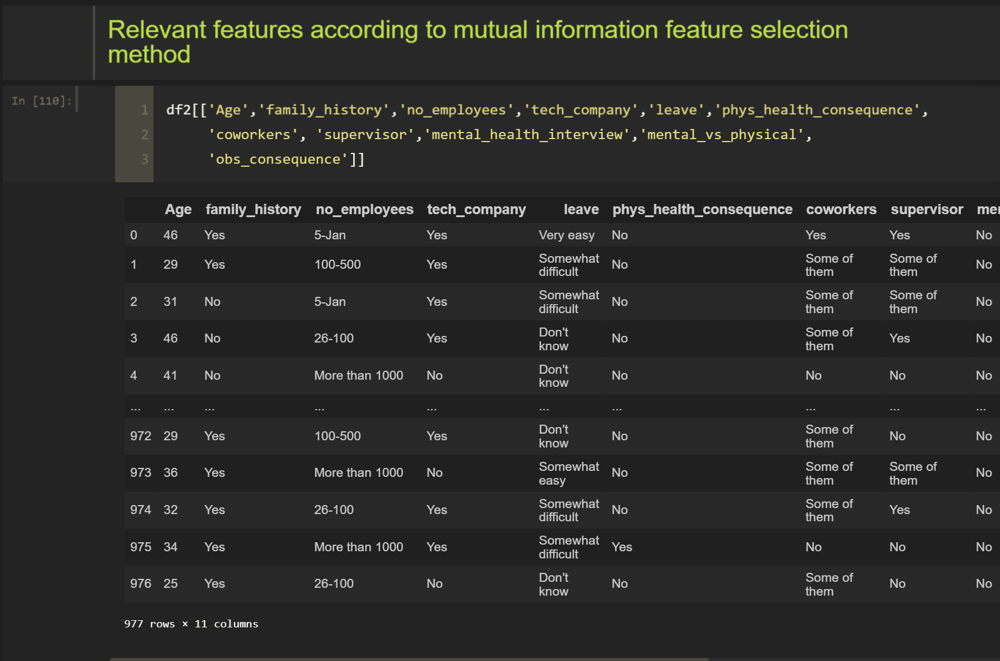 Relevant features according to mutual information feature selection
method
In [110]:
1 df2[['Age','family_history','no_employees','tech_company','leave','phys_health_consequence',
2 'coworkers', 'supervisor','mental_health_interview','mental_vs_physical',
3 'obs_consequence']]
Age family_history no_employees tech_company leave phys_health_consequence coworkers supervisor
0 46 Yes 5-Jan Yes Very easy No Yes Yes No
1 29 Yes 100-500 Yes Somewhat difficult No Some of them Some of them No
2 31 No 5-Jan Yes Somewhat difficult No Some of them Some of them No
3 46 No 26-100 Yes Don't know No Some of them Yes No
4 41 No More than 1000 No Don't know No No No No
... ... ... ... ... ... ... ... ... ...
972 29 Yes 100-500 Yes Don't know No Some of them No No
973 36 Yes More than 1000 No Somewhat easy No Some of them Some of them No
974 32 Yes 26-100 Yes Somewhat difficult No Some of them Yes No
975 34 Yes More than 1000 Yes Somewhat difficult Yes No No No
976 25 Yes 26-100 No Don't know No Some of them No No
977 rows × 11 columns